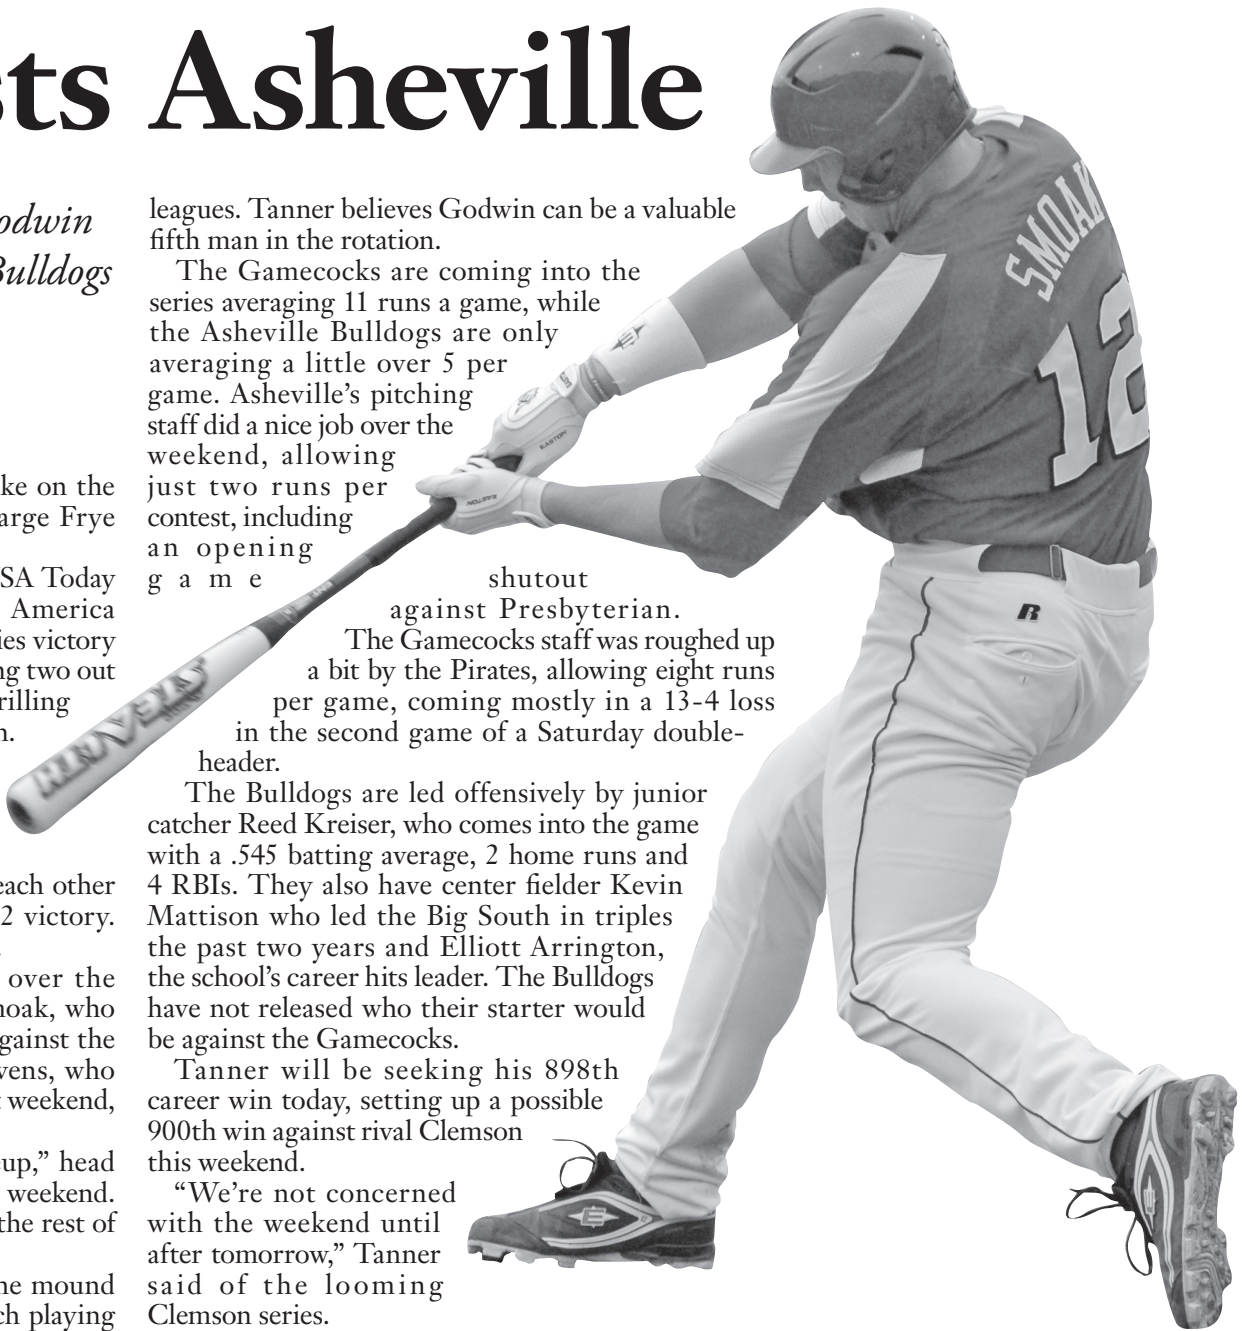 sts Asheville
odwin
Bulldogs
ke on the
arge Frye
SA Today
America
ies victory
ng two out
rilling
n.
each other
2 victory.
over the
noak, who
gainst the
vens, who
t weekend,
up,” head
weekend.
the rest of
he mound
ch playing
leagues. Tanner believes Godwin can be a valuable
fifth man in the rotation.
The Gamecocks are coming into the
series averaging 11 runs a game, while
the Asheville Bulldogs are only
averaging a little over 5 per
game. Asheville’s pitching
staff did a nice job over the
weekend, allowing
just two runs per
contest, including
an opening
game shutout
against Presbyterian.
The Gamecocks staff was roughed up
a bit by the Pirates, allowing eight runs
per game, coming mostly in a 13-4 loss
in the second game of a Saturday double-
header.
The Bulldogs are led offensively by junior
catcher Reed Kreiser, who comes into the game
with a .545 batting average, 2 home runs and
4 RBIs. They also have center fielder Kevin
Mattison who led the Big South in triples
the past two years and Elliott Arrington,
the school’s career hits leader. The Bulldogs
have not released who their starter would
be against the Gamecocks.
Tanner will be seeking his 898th
career win today, setting up a possible
900th win against rival Clemson
this weekend.
“We’re not concerned
with the weekend until
after tomorrow,” Tanner
said of the looming
Clemson series.
SMOAK
12
R
EASTON
EASTON
E
E